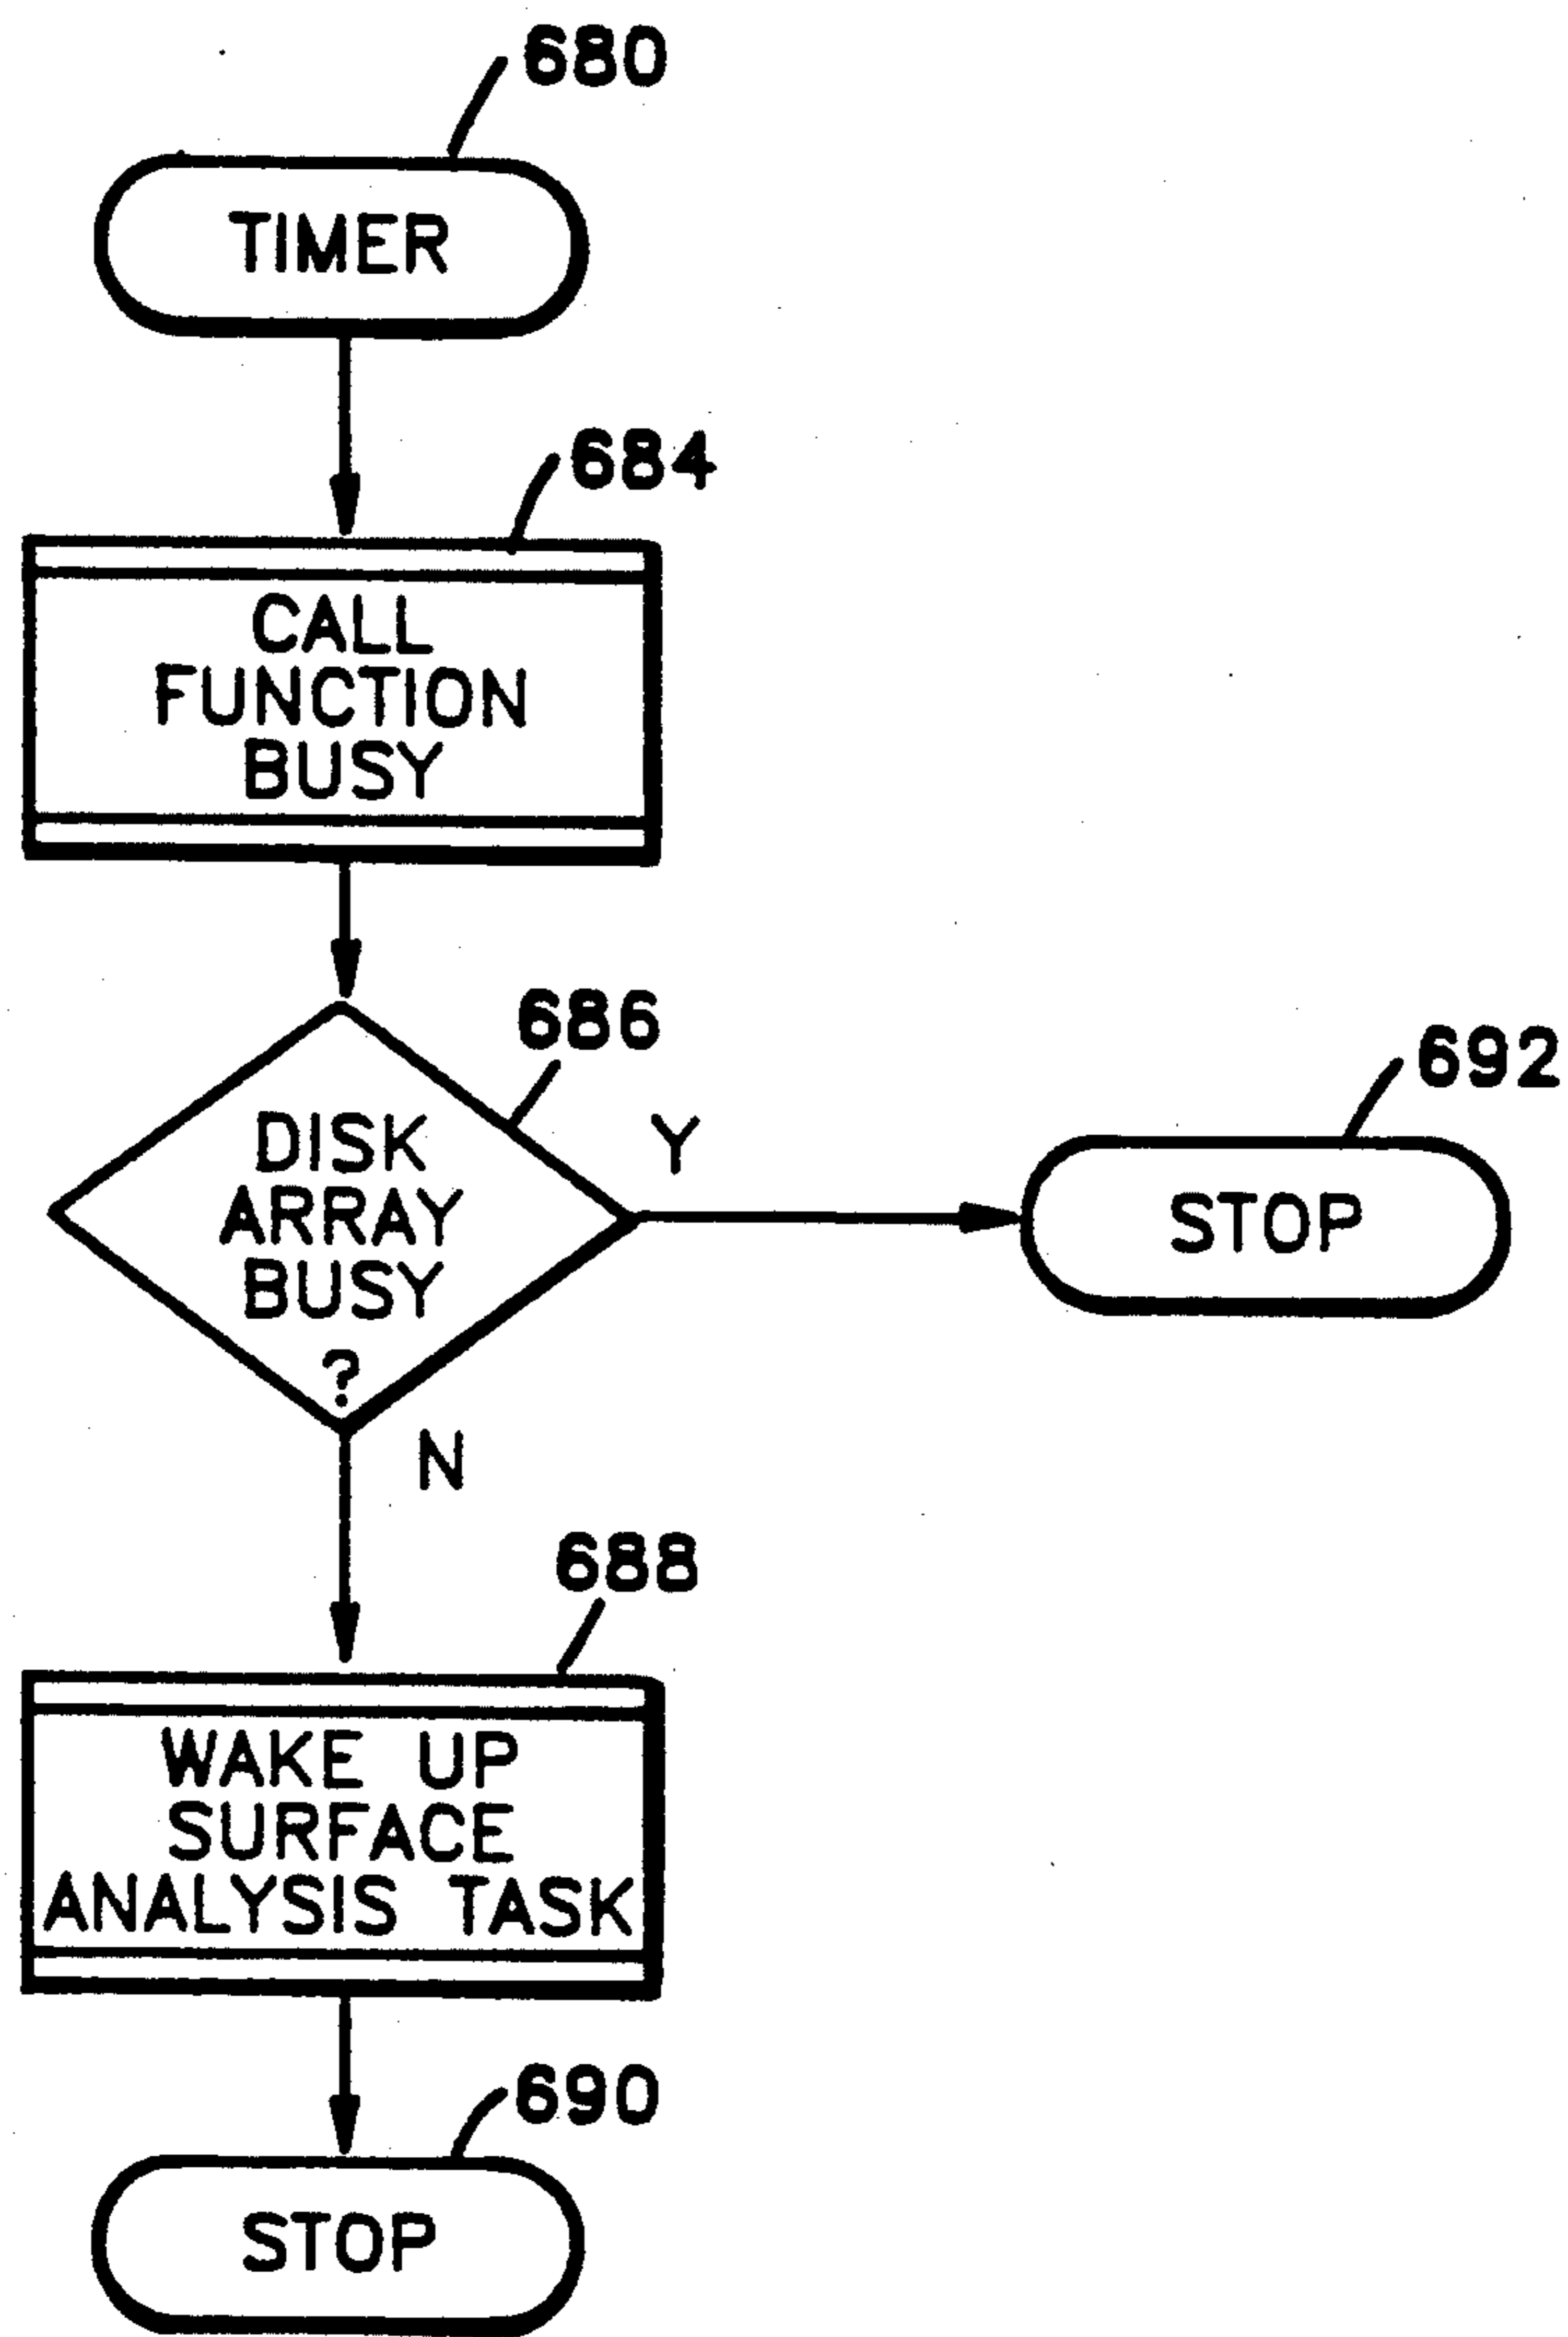 680
TIMER
684
CALL
FUNCTION
BUSY
686
DISK
ARRAY
BUSY
?
Y
692
STOP
N
688
WAKE UP
SURFACE
ANALYSIS TASK
690
STOP